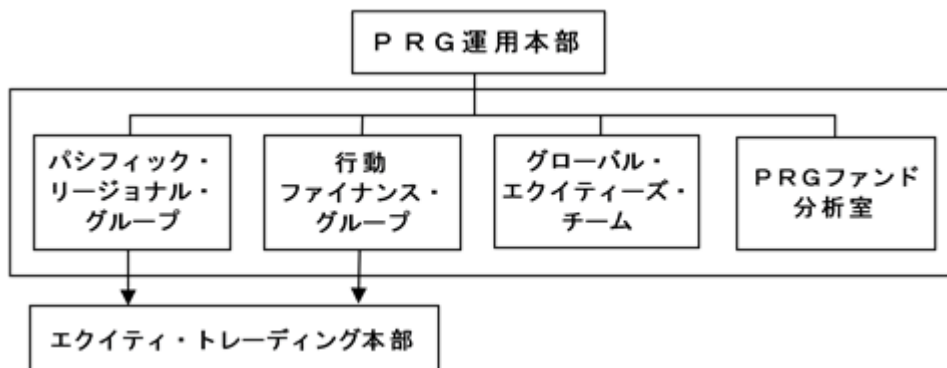 ＰＲＧ運用本部
パシフィック・
リージョナル・
グループ
行動
ファイナンス・
グループ
グローバル・
エクイティーズ・
チーム
ＰＲＧファンド
分析室
エクイティ・トレーディング本部